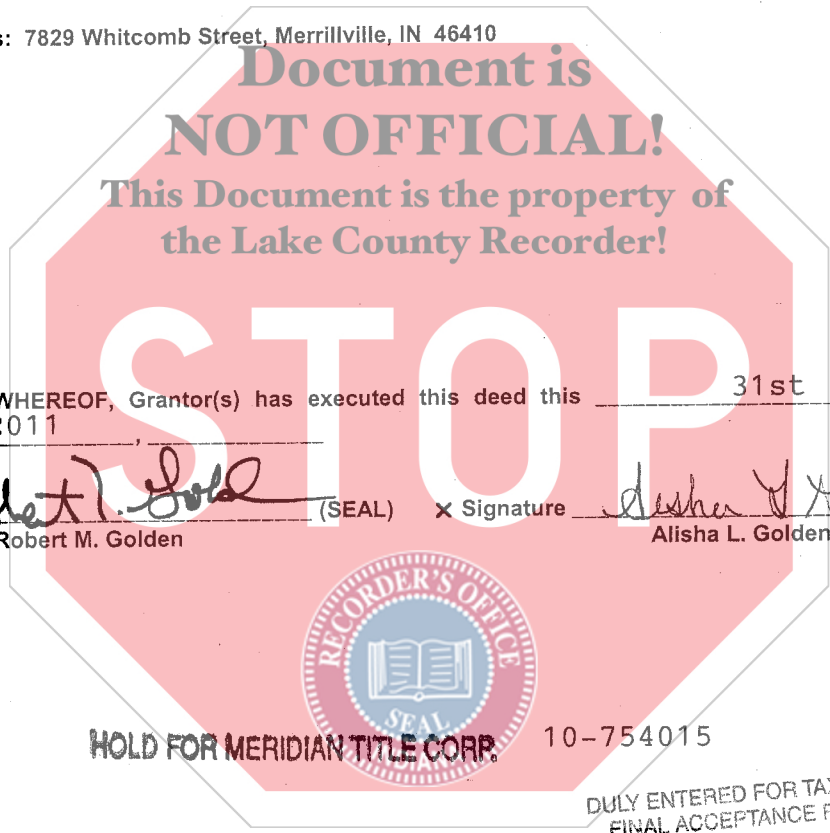 s: 7829 Whitcomb Street, Merrillville, IN 46410
Document is
NOT OFFICIAL!
This Document is the property of
the Lake County Recorder!
STOP
WHEREOF, Grantor(s) has executed this deed this 31st
2011 ,
(SEAL) x Signature
Robert M. Golden Alisha L. Golden
RECORDER'S OFFICE
SEAL
HOLD FOR MERIDIAN TITLE CORP. 10-754015
DULY ENTERED FOR TAX
FINAL ACCEPTANCE F